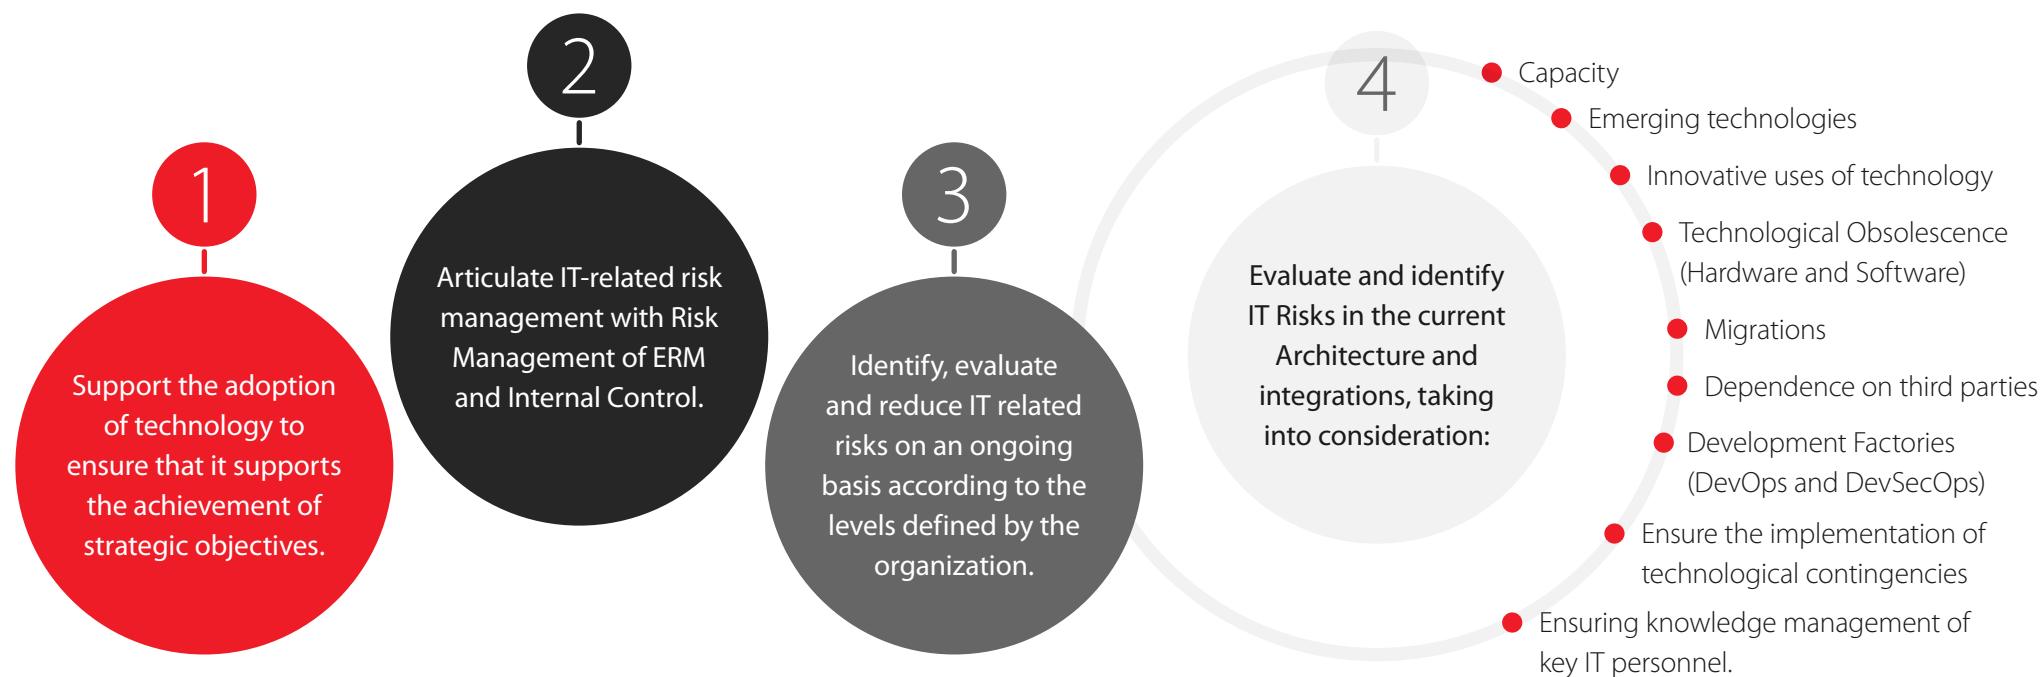 1
Support the adoption
of technology to
ensure that it supports
the achievement of
strategic objectives.
2
Articulate IT-related risk
management with Risk
Management of ERM
and Internal Control.
3
Identify, evaluate
and reduce IT related
risks on an ongoing
basis according to the
levels defined by the
organization.
4
Evaluate and identify
IT Risks in the current
Architecture and
integrations, taking
into consideration:
Capacity
Emerging technologies
Innovative uses of technology
Technological Obsolescence
(Hardware and Software)
Migrations
Dependence on third parties
Development Factories
(DevOps and DevSecOps)
Ensure the implementation of
technological contingencies
Ensuring knowledge management of
key IT personnel.